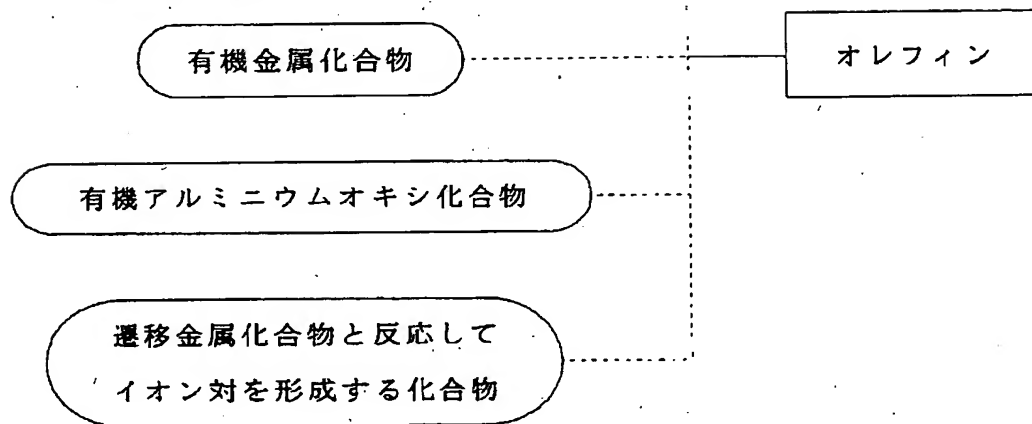 有機金属化合物
オレフィン
有機アルミニウムオキシ化合物
遷移金属化合物と反応して
イオン対を形成する化合物